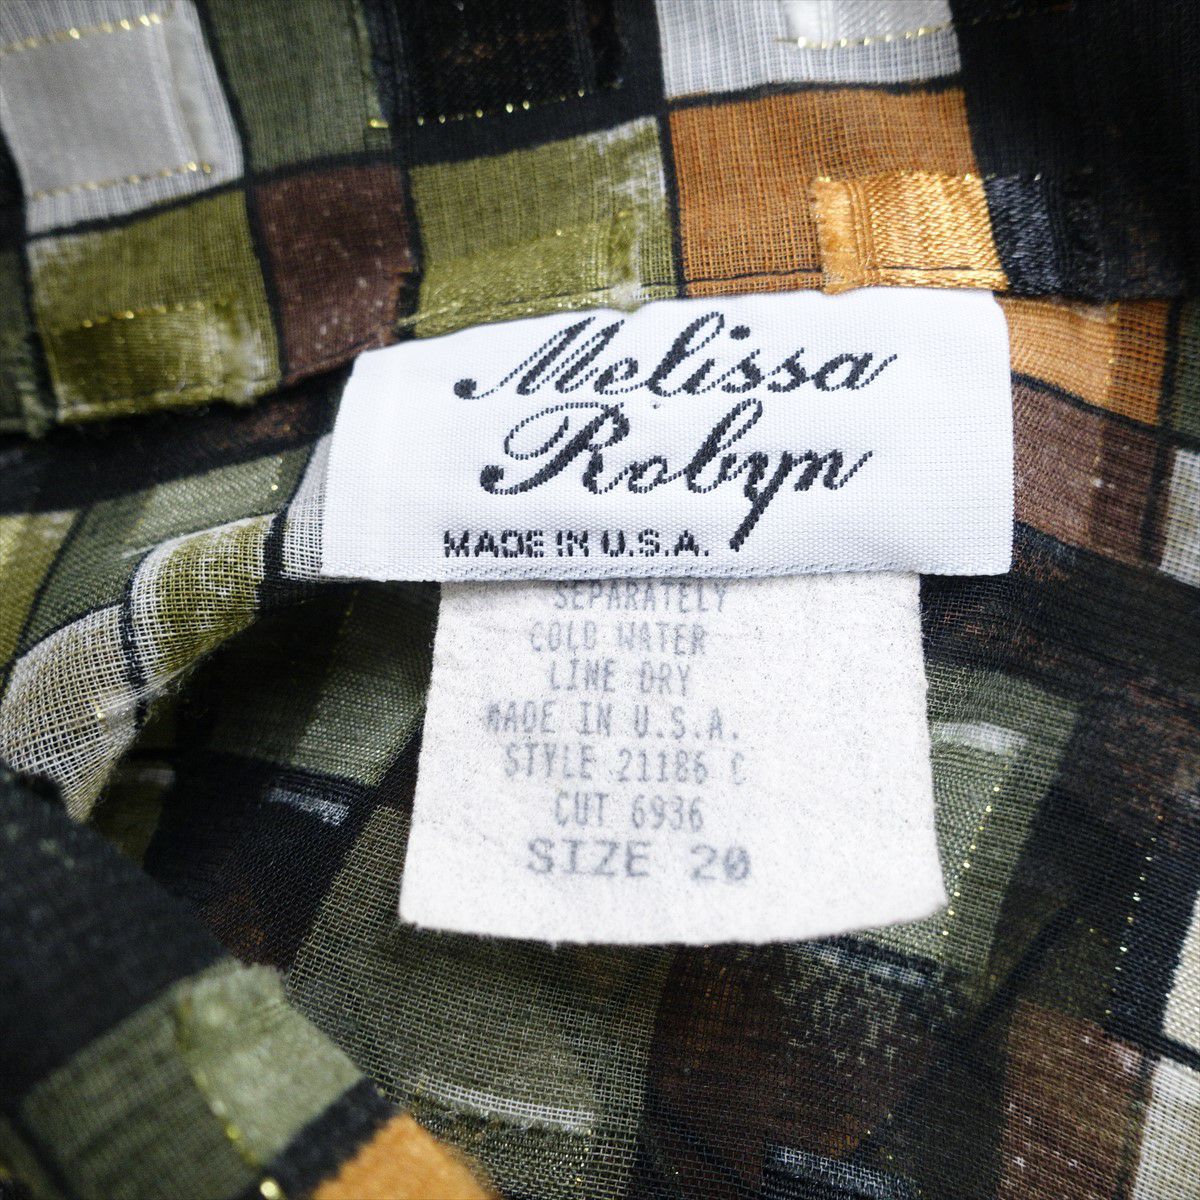 Melissa
Robyn
MADE IN U.S.A.
SEPARATELY
COLD WATER
LINE DRY
MADE IN U.S.A.
STYLE 21186 C
CUT 6936
SIZE 20